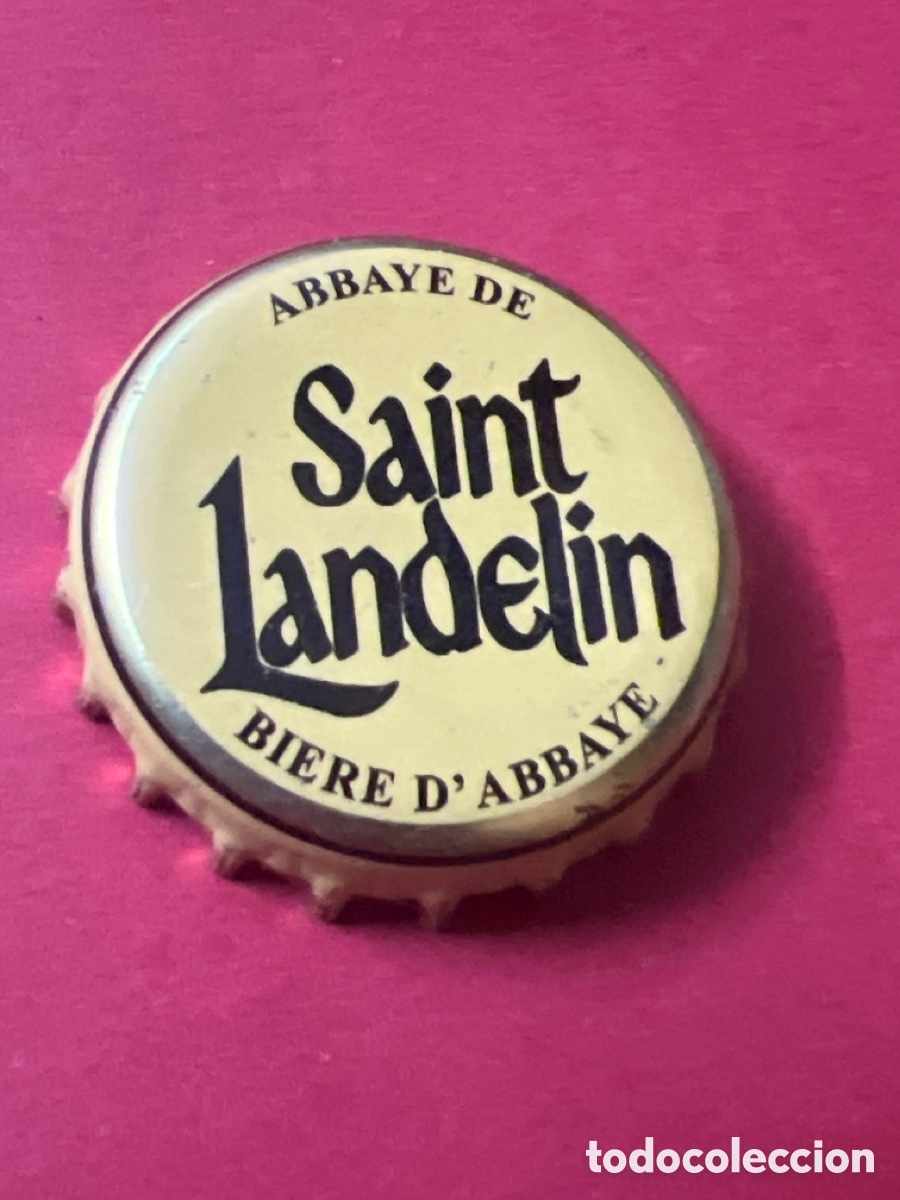 ABBAYE DE
Saint
Landelin
BIERE D'ABBAYE
todocoleccion